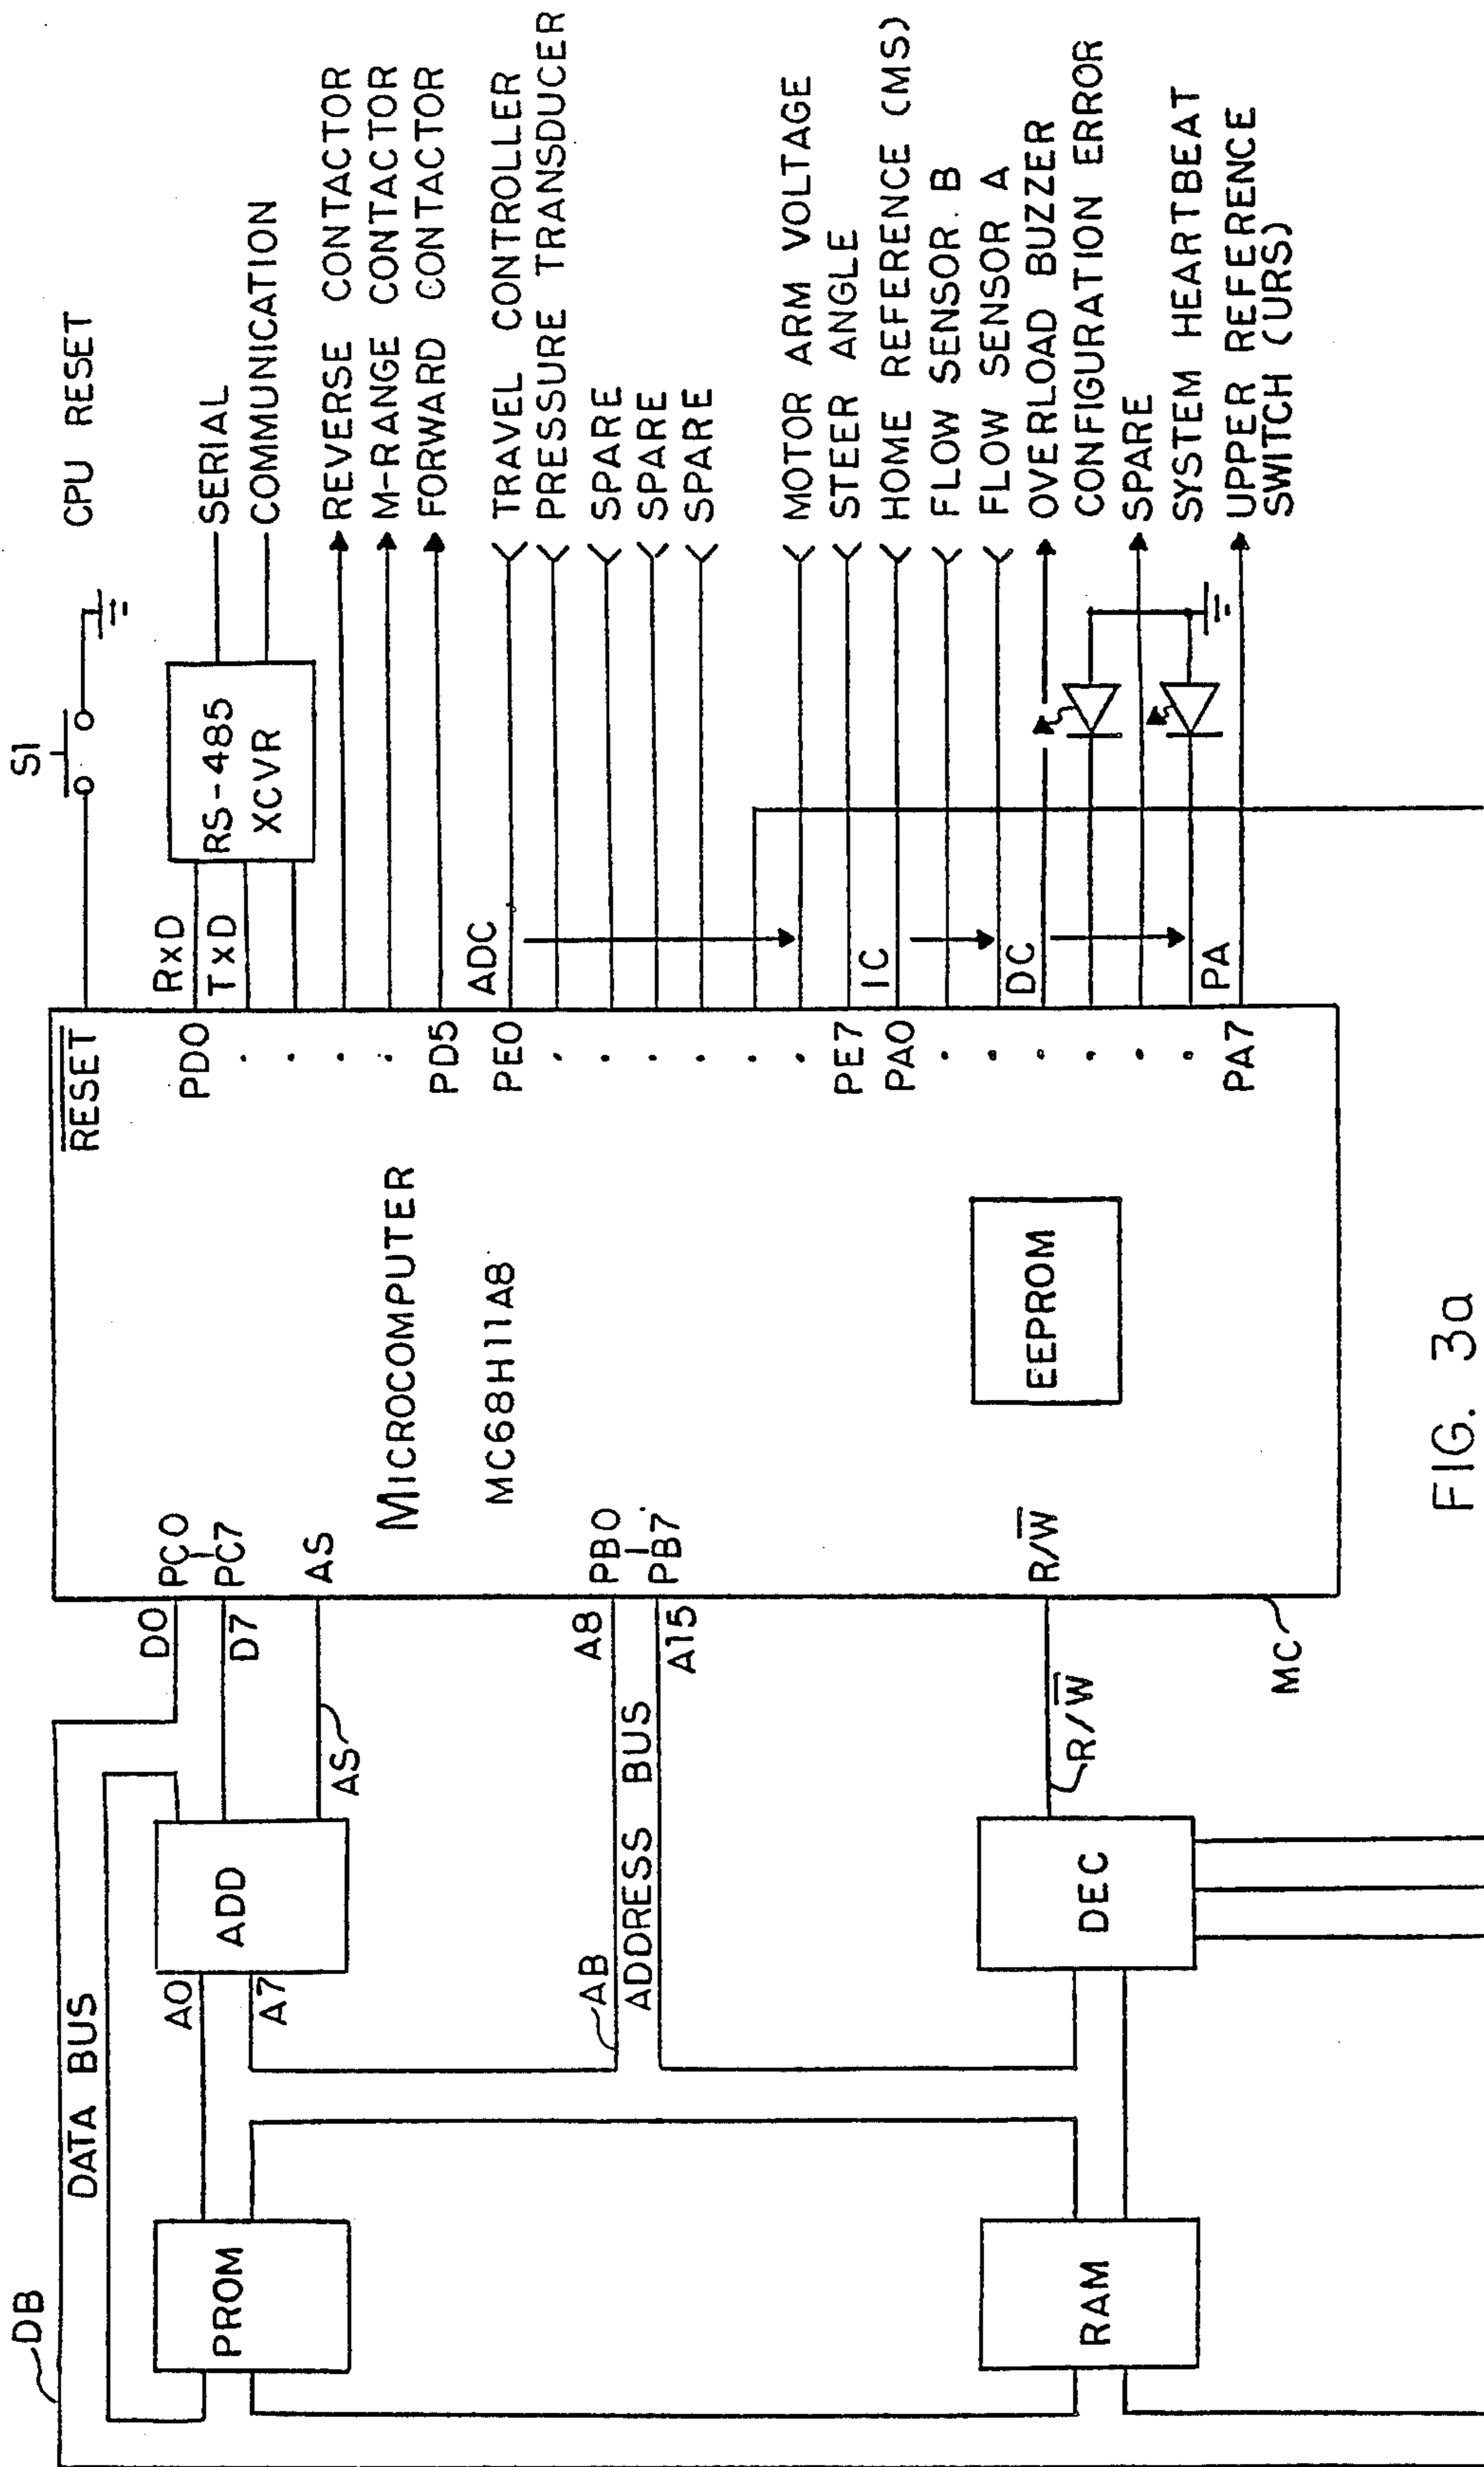 S1
CPU RESET
RESET
RxD
TxD
RS-485
XCVR
SERIAL
COMMUNICATION
REVERSE CONTACTOR
M-RANGE CONTACTOR
FORWARD CONTACTOR
PD0
PD5
ADC
PE0
TRAVEL CONTROLLER
PRESSURE TRANSDUCER
SPARE
SPARE
SPARE
MOTOR ARM VOLTAGE
STEER ANGLE
HOME REFERENCE (MS)
FLOW SENSOR. B
FLOW SENSOR A
OVERLOAD BUZZER
CONFIGURATION ERROR
SPARE
SYSTEM HEARTBEAT
UPPER REFERENCE
SWITCH (URS)
PE7
IC
PA0
DC
PA
PA7
MICROCOMPUTER
MC68H11A8
EEPROM
PC0
PC7
AS
PB0
PB7
R/W
D0
D7
AS
A8
A15
R/W
MC
DB
DATA BUS
ADD
A0
A7
AB
ADDRESS BUS
PROM
RAM
DEC
FIG. 3a